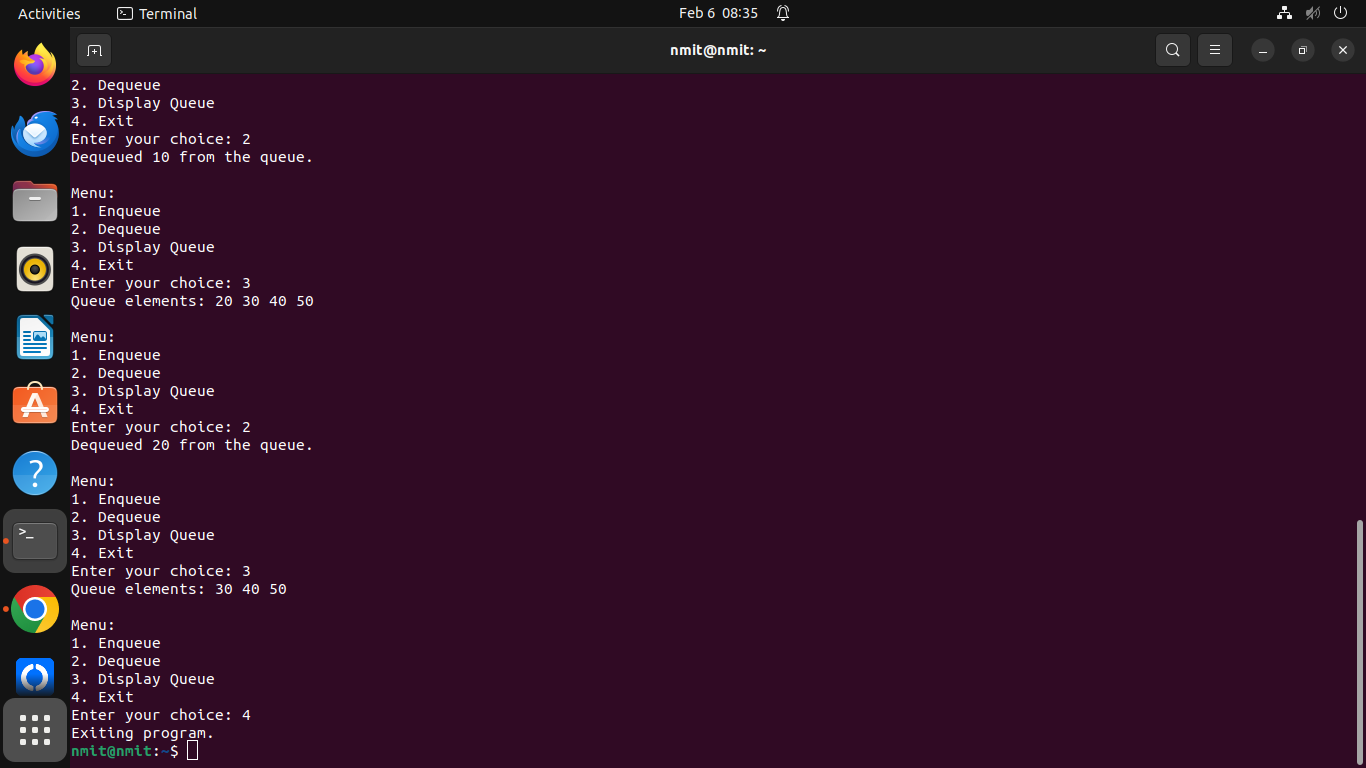 Activities
Terminal
Feb 6 08:35
nmit@nmit: ~
2. Dequeue
3. Display Queue
4. Exit
Enter your choice: 2
Dequeued 10 from the queue.
Menu:
1. Enqueue
2. Dequeue
3. Display Queue
4. Exit
Enter your choice: 3
Queue elements: 20 30 40 50
Menu:
1. Enqueue
2. Dequeue
3. Display Queue
4. Exit
Enter your choice: 2
Dequeued 20 from the queue.
Menu:
1. Enqueue
2. Dequeue
3. Display Queue
4. Exit
Enter your choice: 3
Queue elements: 30 40 50
Menu:
1. Enqueue
2. Dequeue
3. Display Queue
4. Exit
Enter your choice: 4
Exiting program.
nmit@nmit:~$